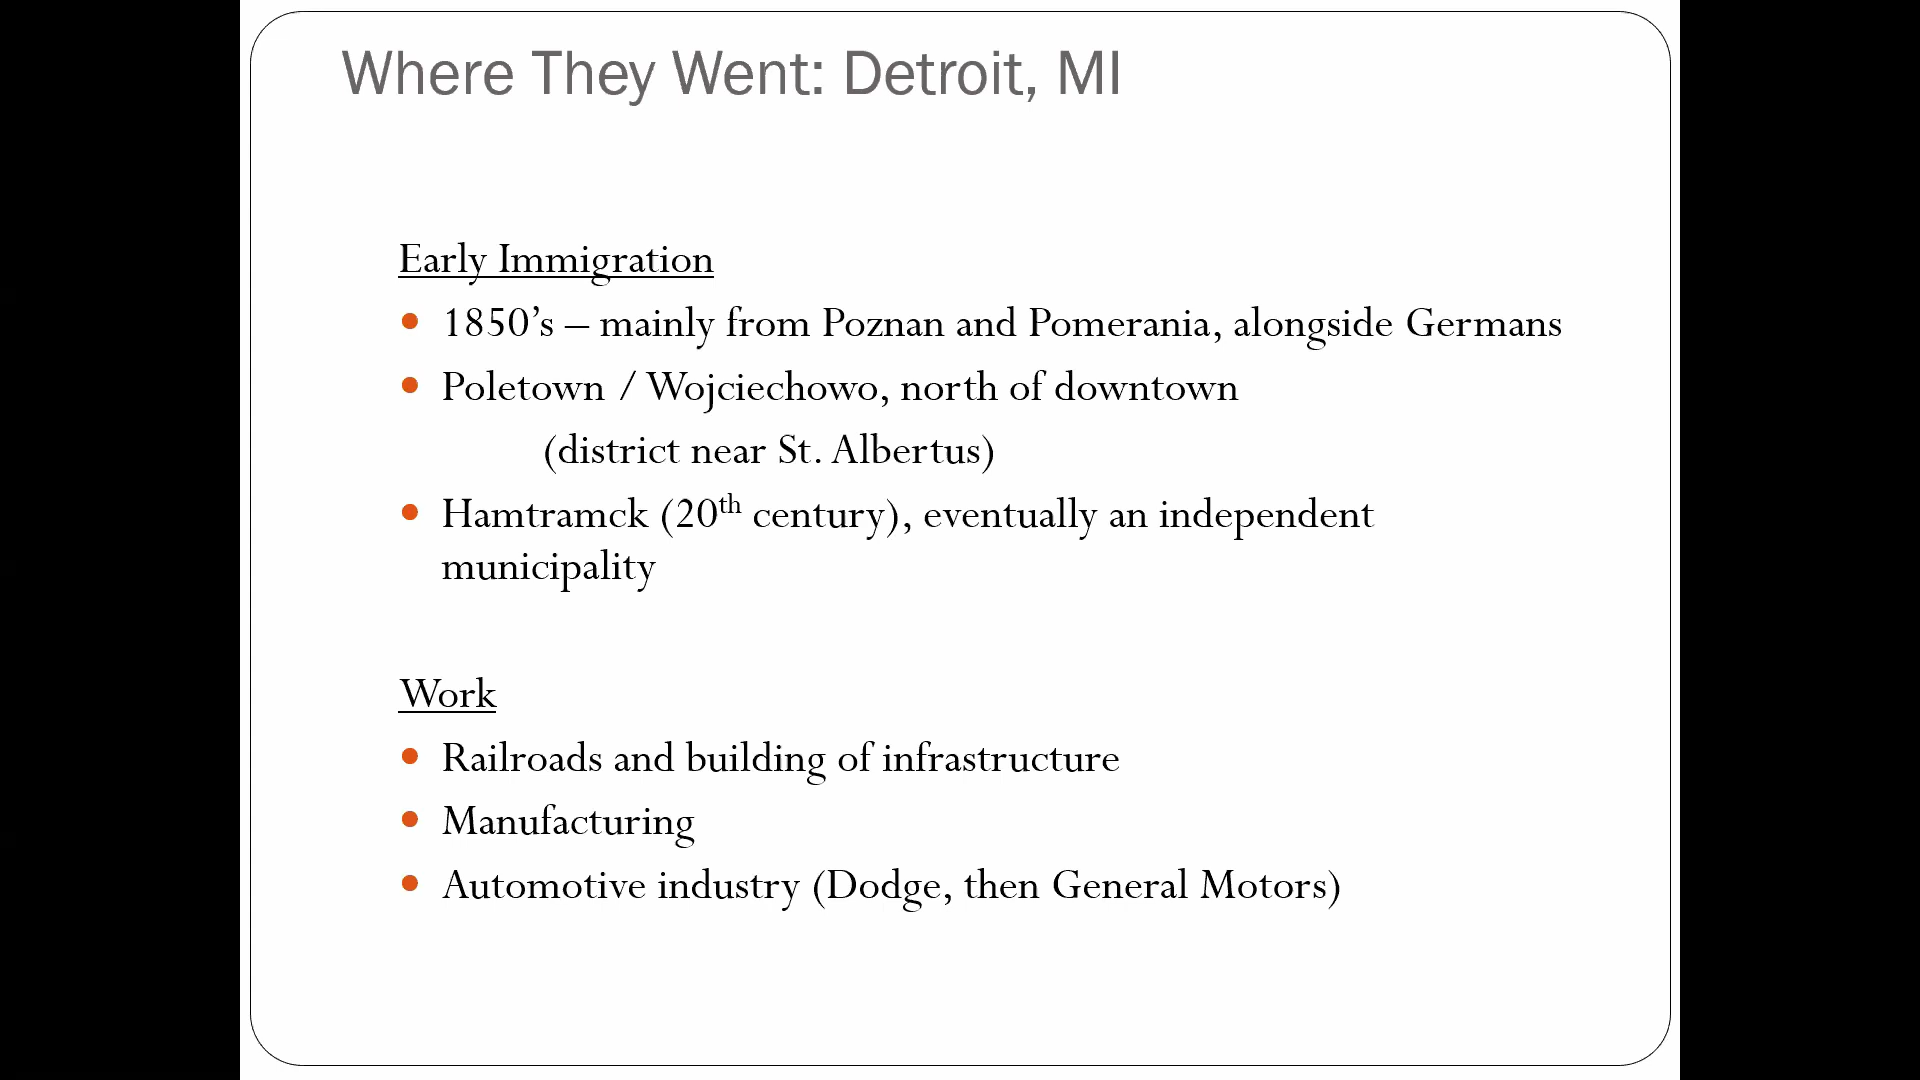 Where They Went: Detroit, MI
Early Immigration
• 1850’s – mainly from Poznan and Pomerania, alongside Germans
• Poletown / Wojciechowo, north of downtown
(district near St. Albertus)
• Hamtramck (20th century), eventually an independent
municipality
Work
• Railroads and building of infrastructure
• Manufacturing
• Automotive industry (Dodge, then General Motors)